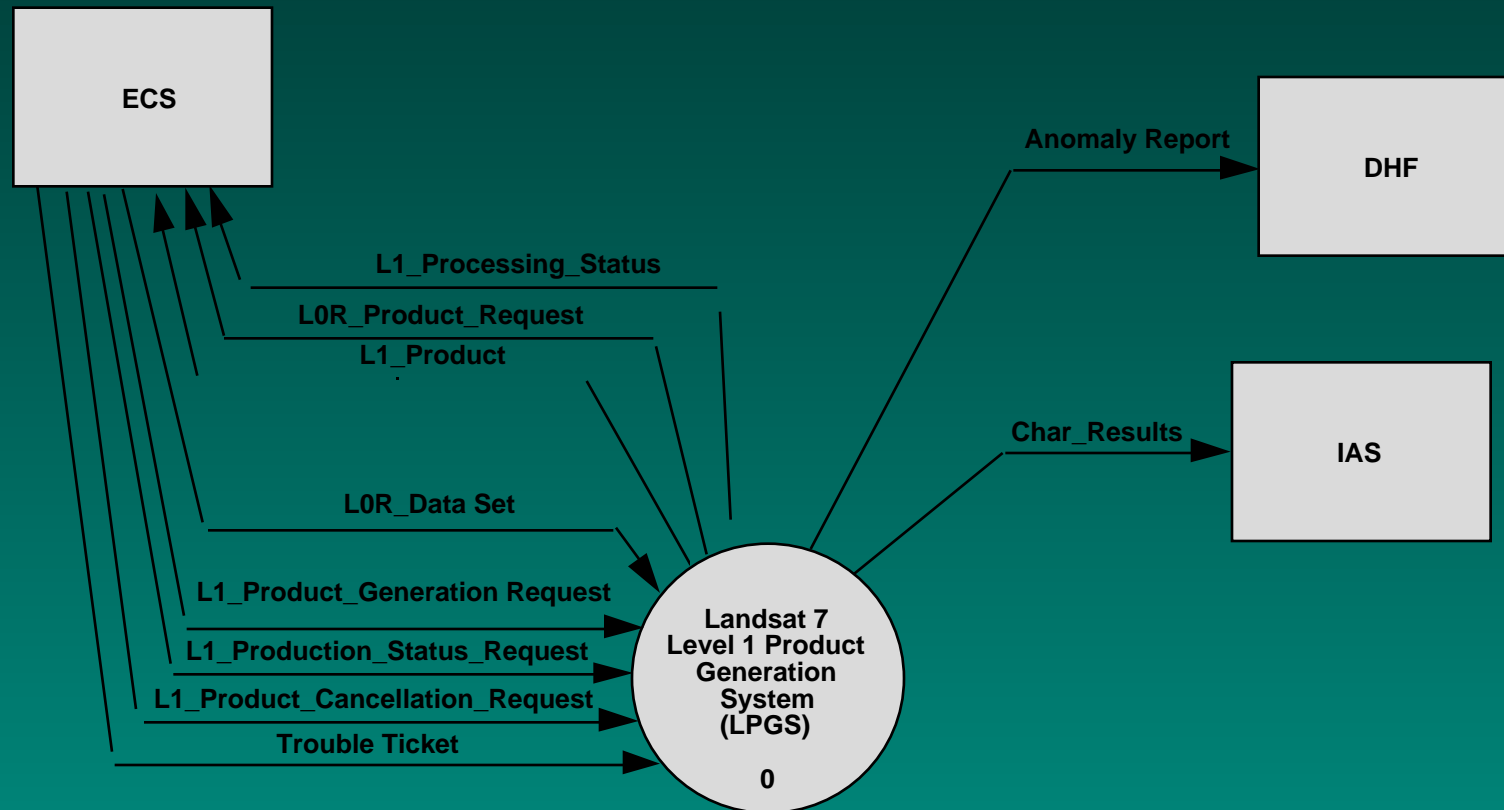 ECS
Anomaly Report
DHF
L1_Processing_Status
L0R_Product_Request
L1_Product
Char_Results
IAS
L0R_Data Set
L1_Product_Generation Request
L1_Production_Status_Request
L1_Product_Cancellation_Request
Trouble Ticket
Landsat 7
Level 1 Product
Generation
System
(LPGS)
0